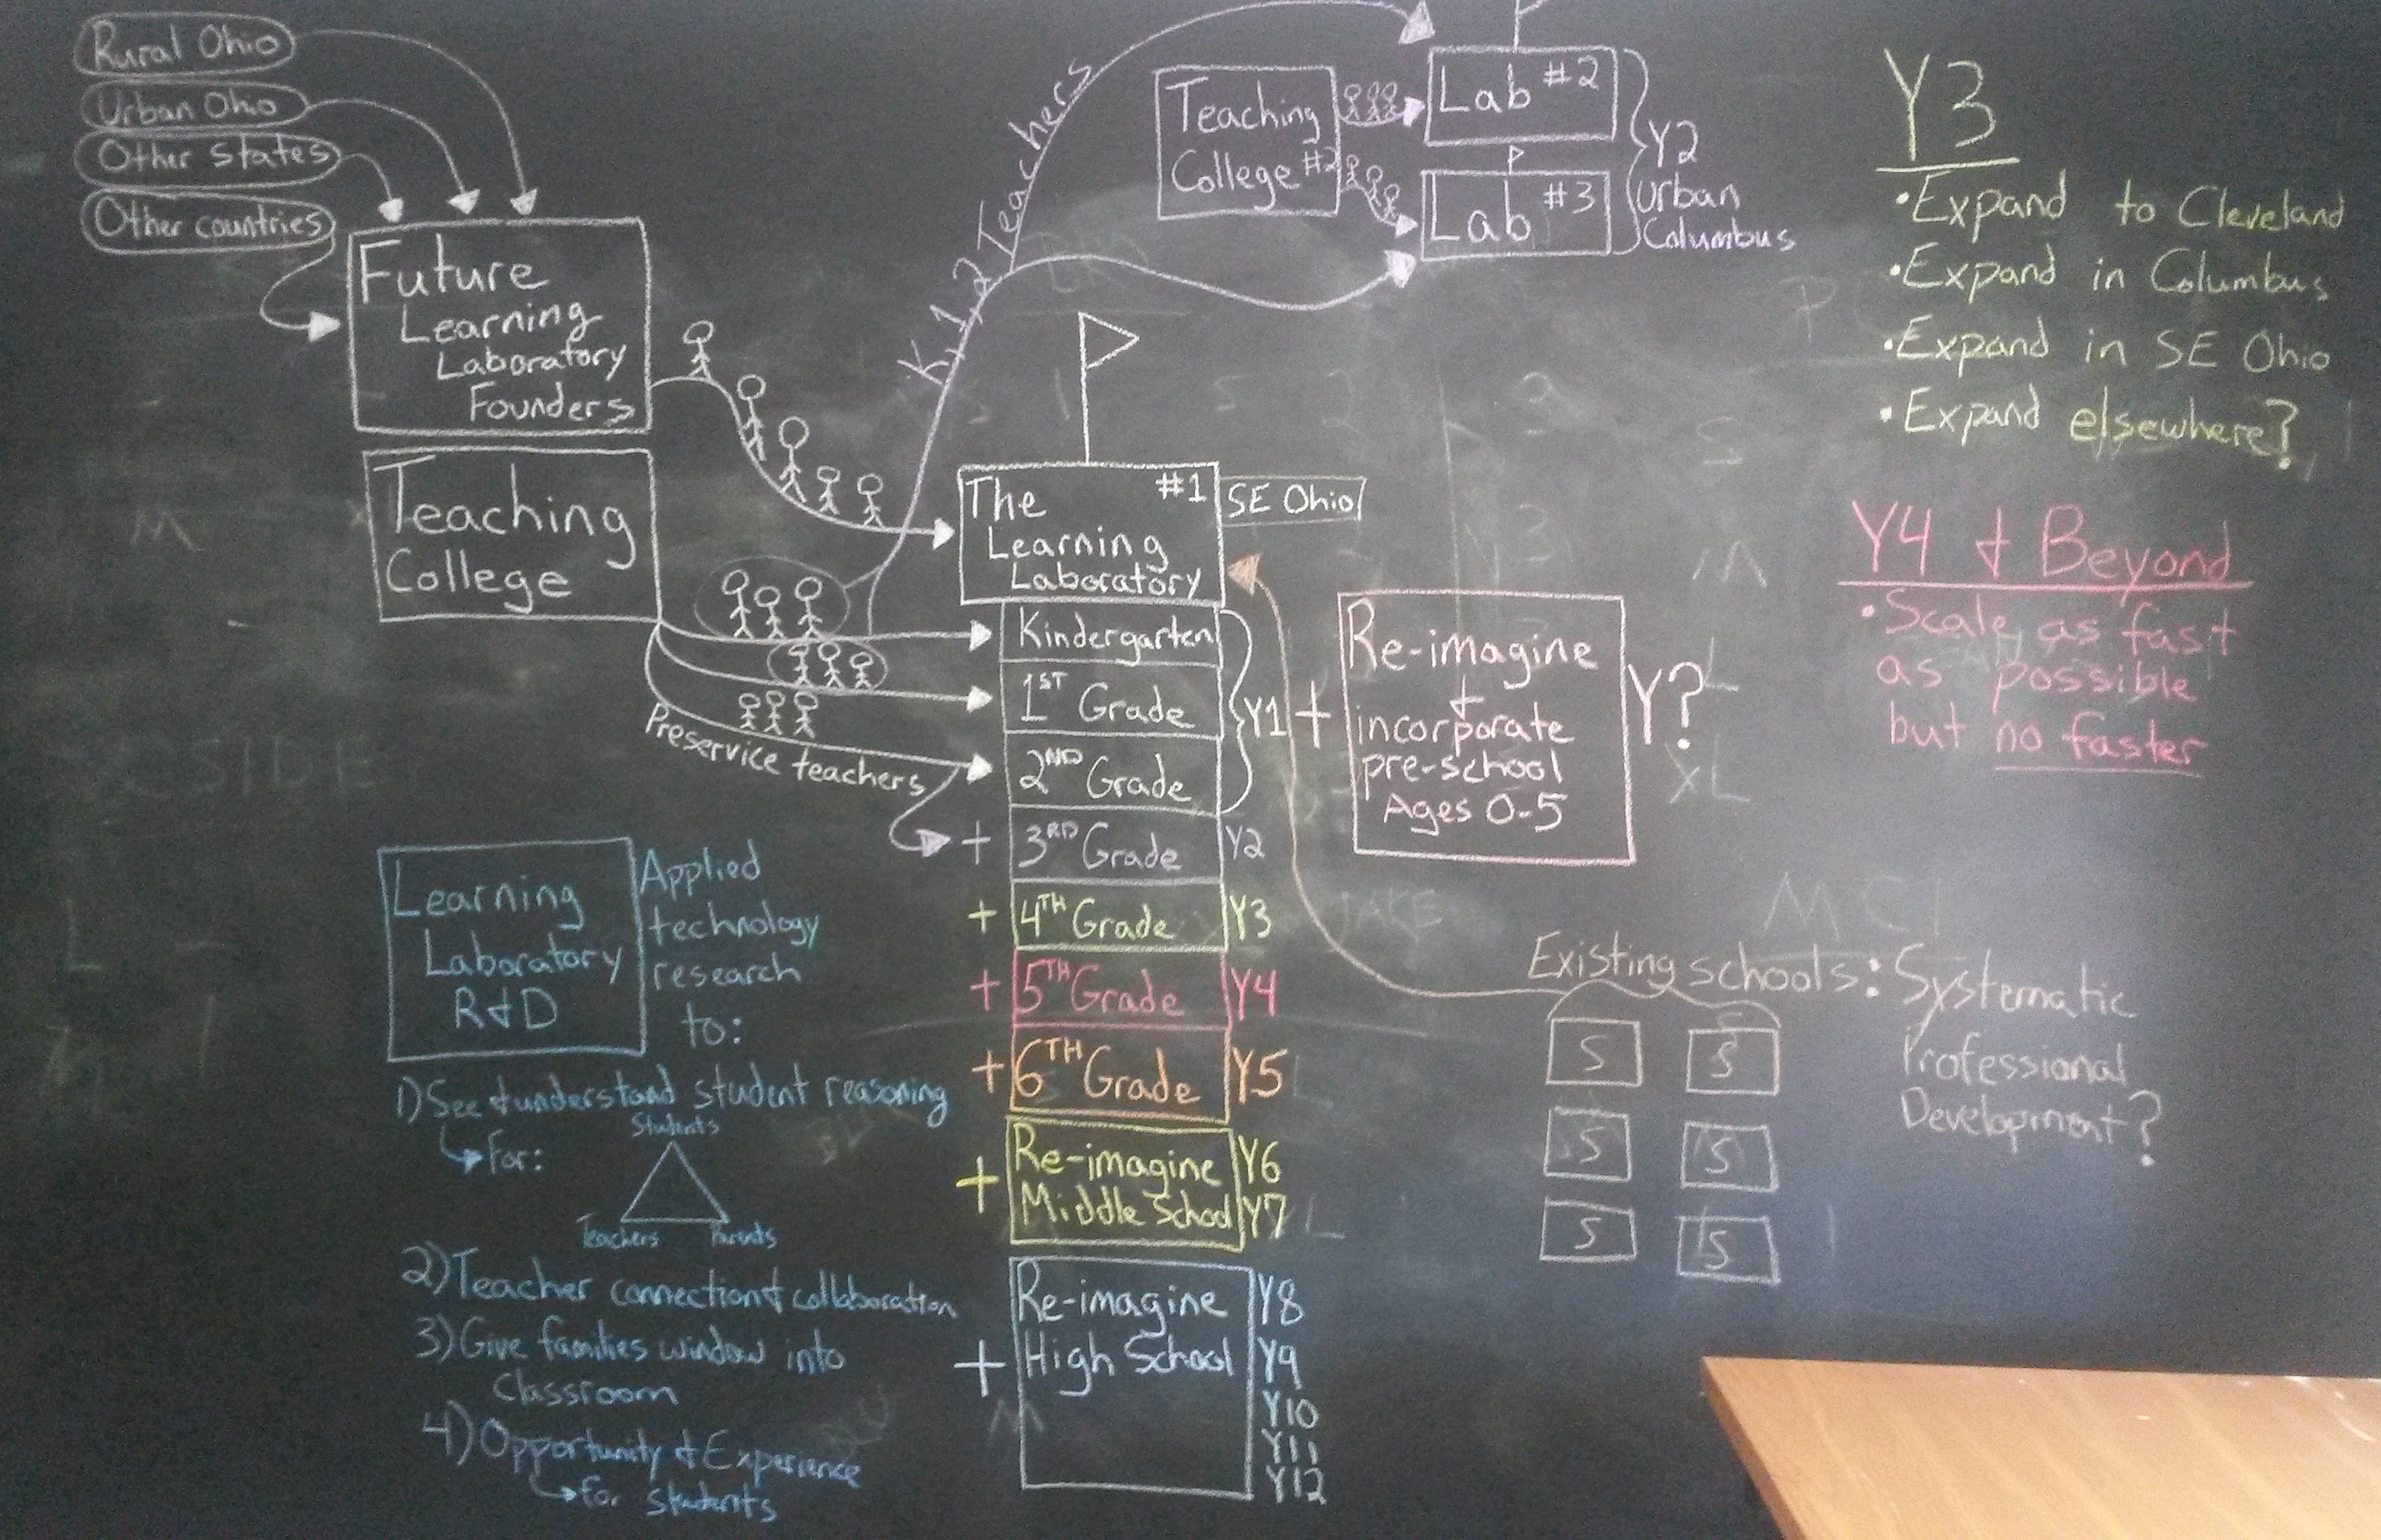 Rural Ohio
Urban Ohio
Other states
Other countries
Future
Learning
Laboratory
Founders
Teaching
College
K,1,2 Teachers
Teaching
College #2
Lab #2
Lab #3
Y2
Urban
Columbus
Y3
•Expand to Cleveland
•Expand in Columbus
•Expand in SE Ohio
•Expand elsewhere?
Y4 & Beyond
•Scale as fast
as possible
but no faster
The #1
Learning
Laboratory
SE Ohio
Kindergarten
1ST Grade
2ND Grade
Y1
Preservice teachers
+ 3RD Grade Y2
+ 4TH Grade Y3
+ 5TH Grade Y4
+ 6TH Grade Y5
+ Re-imagine Y6
Middle School Y7
+ Re-imagine Y8
High School Y9
Y10
Y11
Y12
+ Re-imagine
&
incorporate
pre-school
Ages 0-5
Y?
Learning
Laboratory
R&D
Applied
technology
research
to:
1) See & understand student reasoning
for:
Students
Teachers Parents
2) Teacher connection & collaboration
3) Give families window into
classroom
4) Opportunity & Experience
for students
Existing schools: Systematic
Professional
Development?
S S
S S
S S